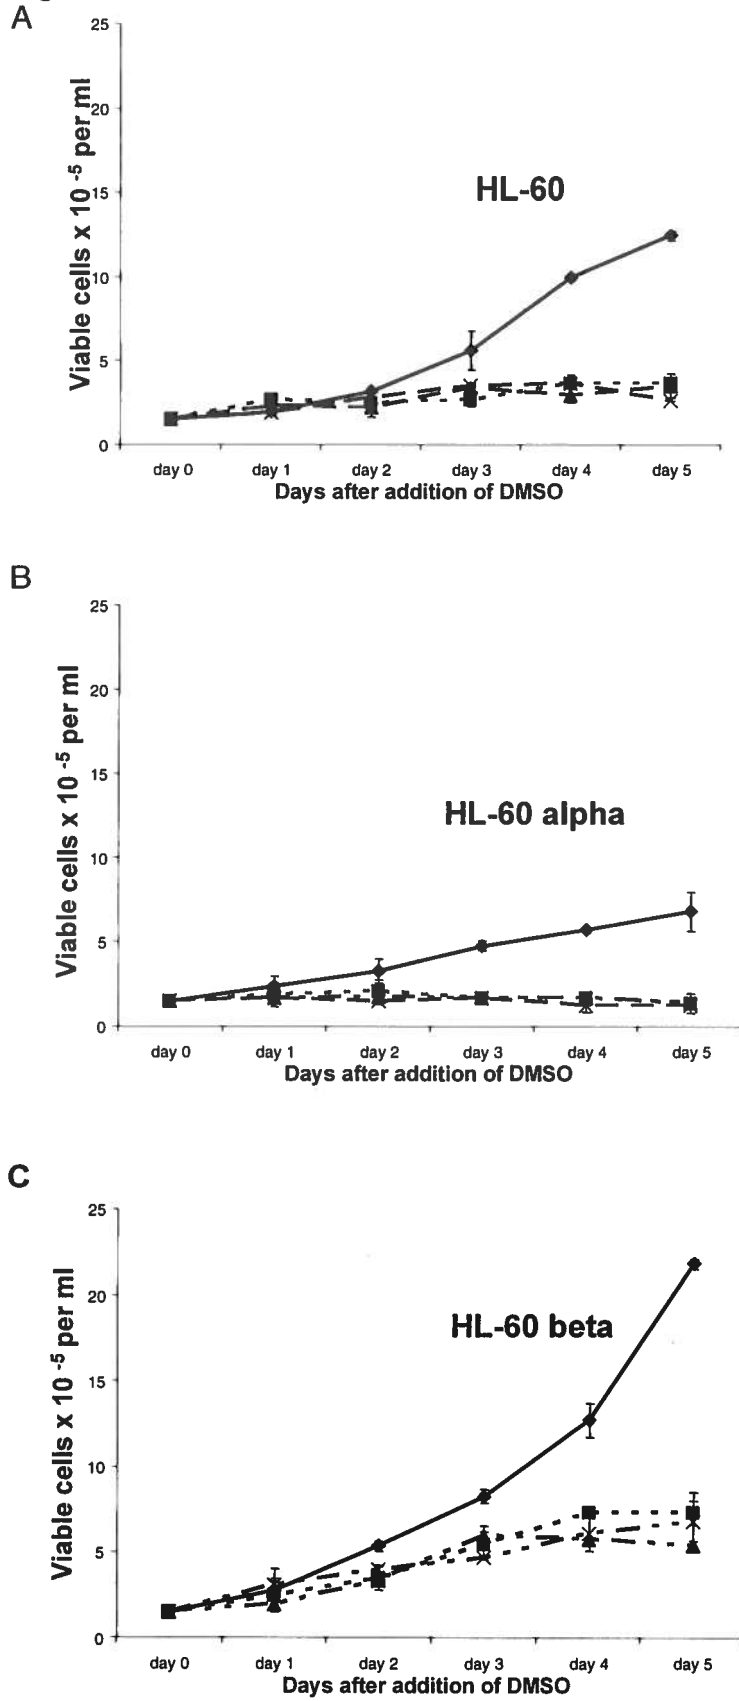 A
Viable cells x 10 -5 per ml
25
20
15
10
5
0
HL-60
day 0 day 1 day 2 day 3 day 4 day 5
Days after addition of DMSO
B
Viable cells x 10 -5 per ml
25
20
15
10
5
0
HL-60 alpha
day 0 day 1 day 2 day 3 day 4 day 5
Days after addition of DMSO
C
Viable cells x 10 -5 per ml
25
20
15
10
5
0
HL-60 beta
day 0 day 1 day 2 day 3 day 4 day 5
Days after addition of DMSO